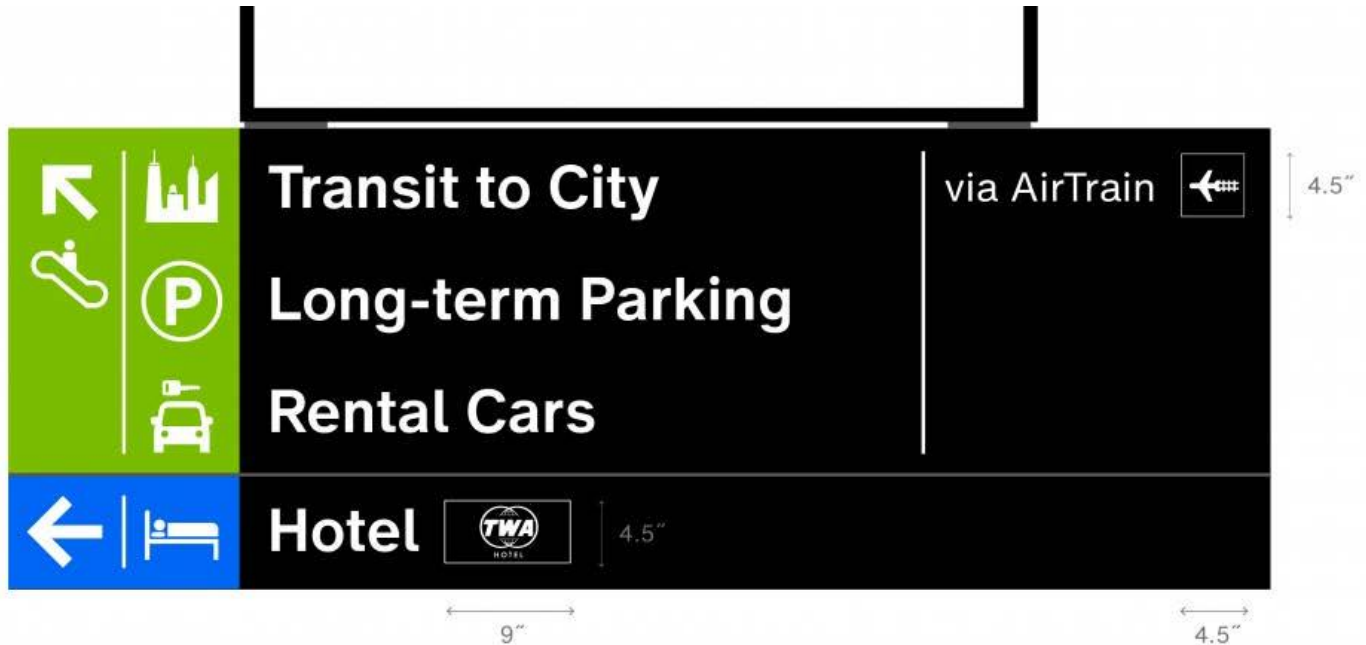 Transit to City
via AirTrain
4.5″
P
Long-term Parking
Rental Cars
Hotel
TWA
HOTEL
4.5″
9″
4.5″